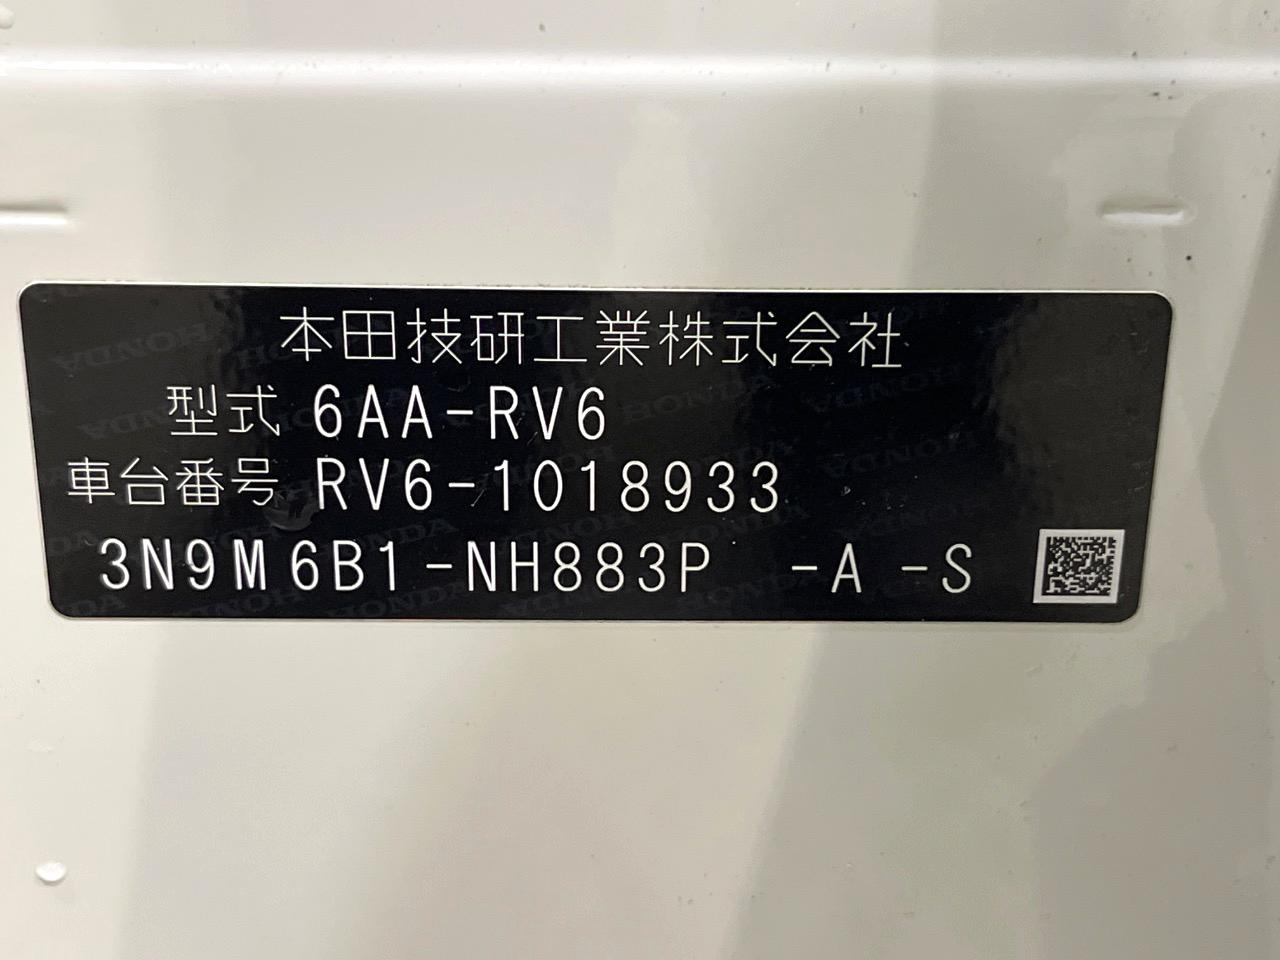 本田技研工業株式会社
型式 6AA-RV6
車台番号 RV6-1018933
3N9M6B1-NH883P -A -S